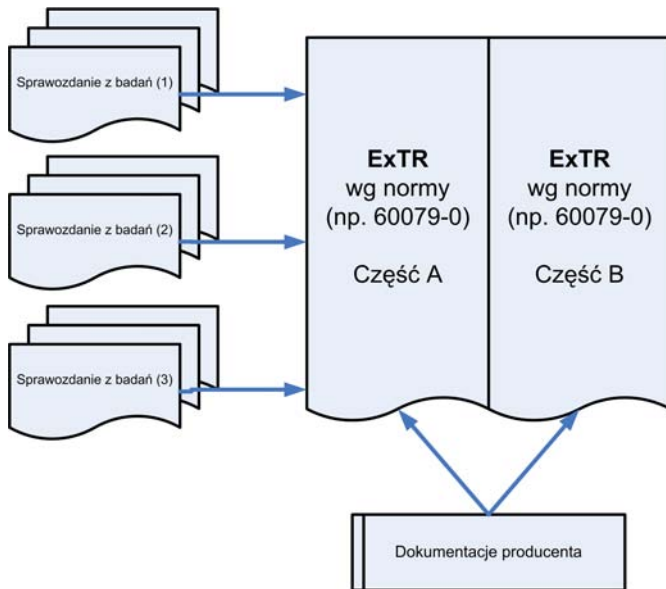 Sprawozdanie z badań (1)
Sprawozdanie z badań (2)
Sprawozdanie z badań (3)
ExTR
wg normy
(np. 60079-0)
Część A
ExTR
wg normy
(np. 60079-0)
Część B
Dokumentacje producenta